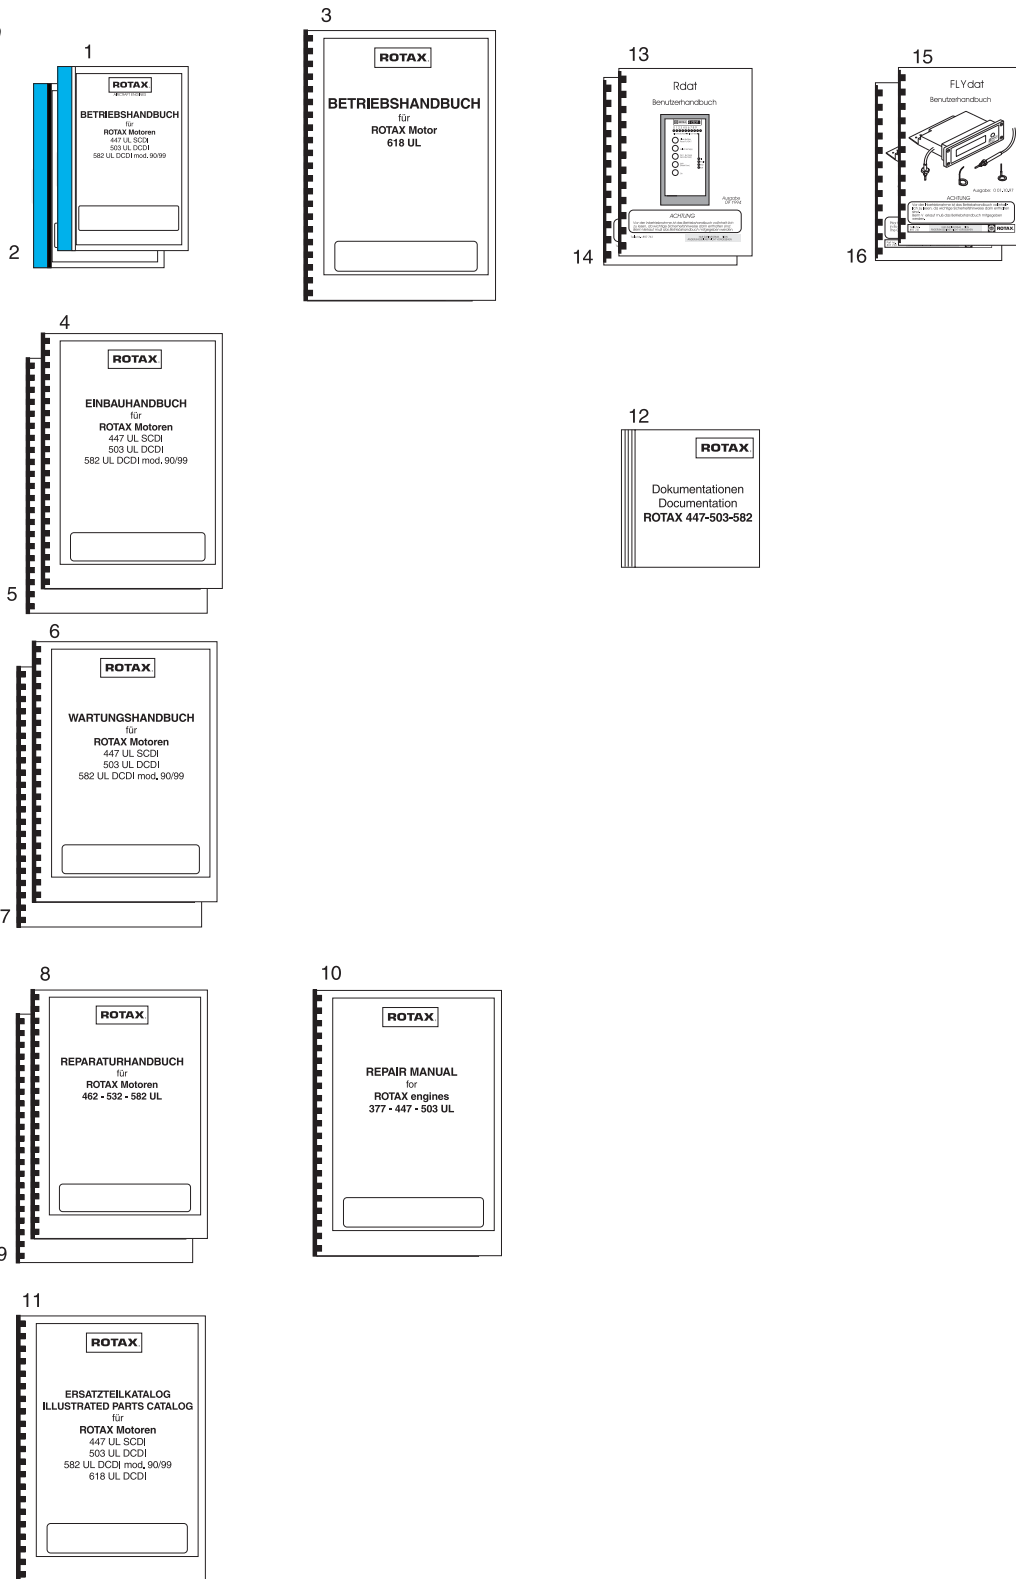 1
2
ROTAX
AIRCRAFT ENGINES
BETRIEBSHANDBUCH
für
ROTAX Motoren
447 UL SCDI
503 UL DCDI
582 UL DCDI mod. 90/99
3
ROTAX
BETRIEBSHANDBUCH
für
ROTAX Motor
618 UL
13
14
Rdat
Benutzerhandbuch
Ausgabe
ACHTUNG
15
16
FLYdat
Benutzerhandbuch
ACHTUNG
ROTAX
4
5
ROTAX
EINBAUHANDBUCH
für
ROTAX Motoren
447 UL SCDI
503 UL DCDI
582 UL DCDI mod. 90/99
12
ROTAX
Dokumentationen
Documentation
ROTAX 447-503-582
6
7
ROTAX
WARTUNGSHANDBUCH
für
ROTAX Motoren
447 UL SCDI
503 UL DCDI
582 UL DCDI mod. 90/99
8
9
ROTAX
REPARATURHANDBUCH
für
ROTAX Motoren
462 - 532 - 582 UL
10
ROTAX
REPAIR MANUAL
for
ROTAX engines
377 - 447 - 503 UL
11
ROTAX
ERSATZTEILKATALOG
ILLUSTRATED PARTS CATALOG
für
ROTAX Motoren
447 UL SCDI
503 UL DCDI
582 UL DCDI mod. 90/99
618 UL DCDI